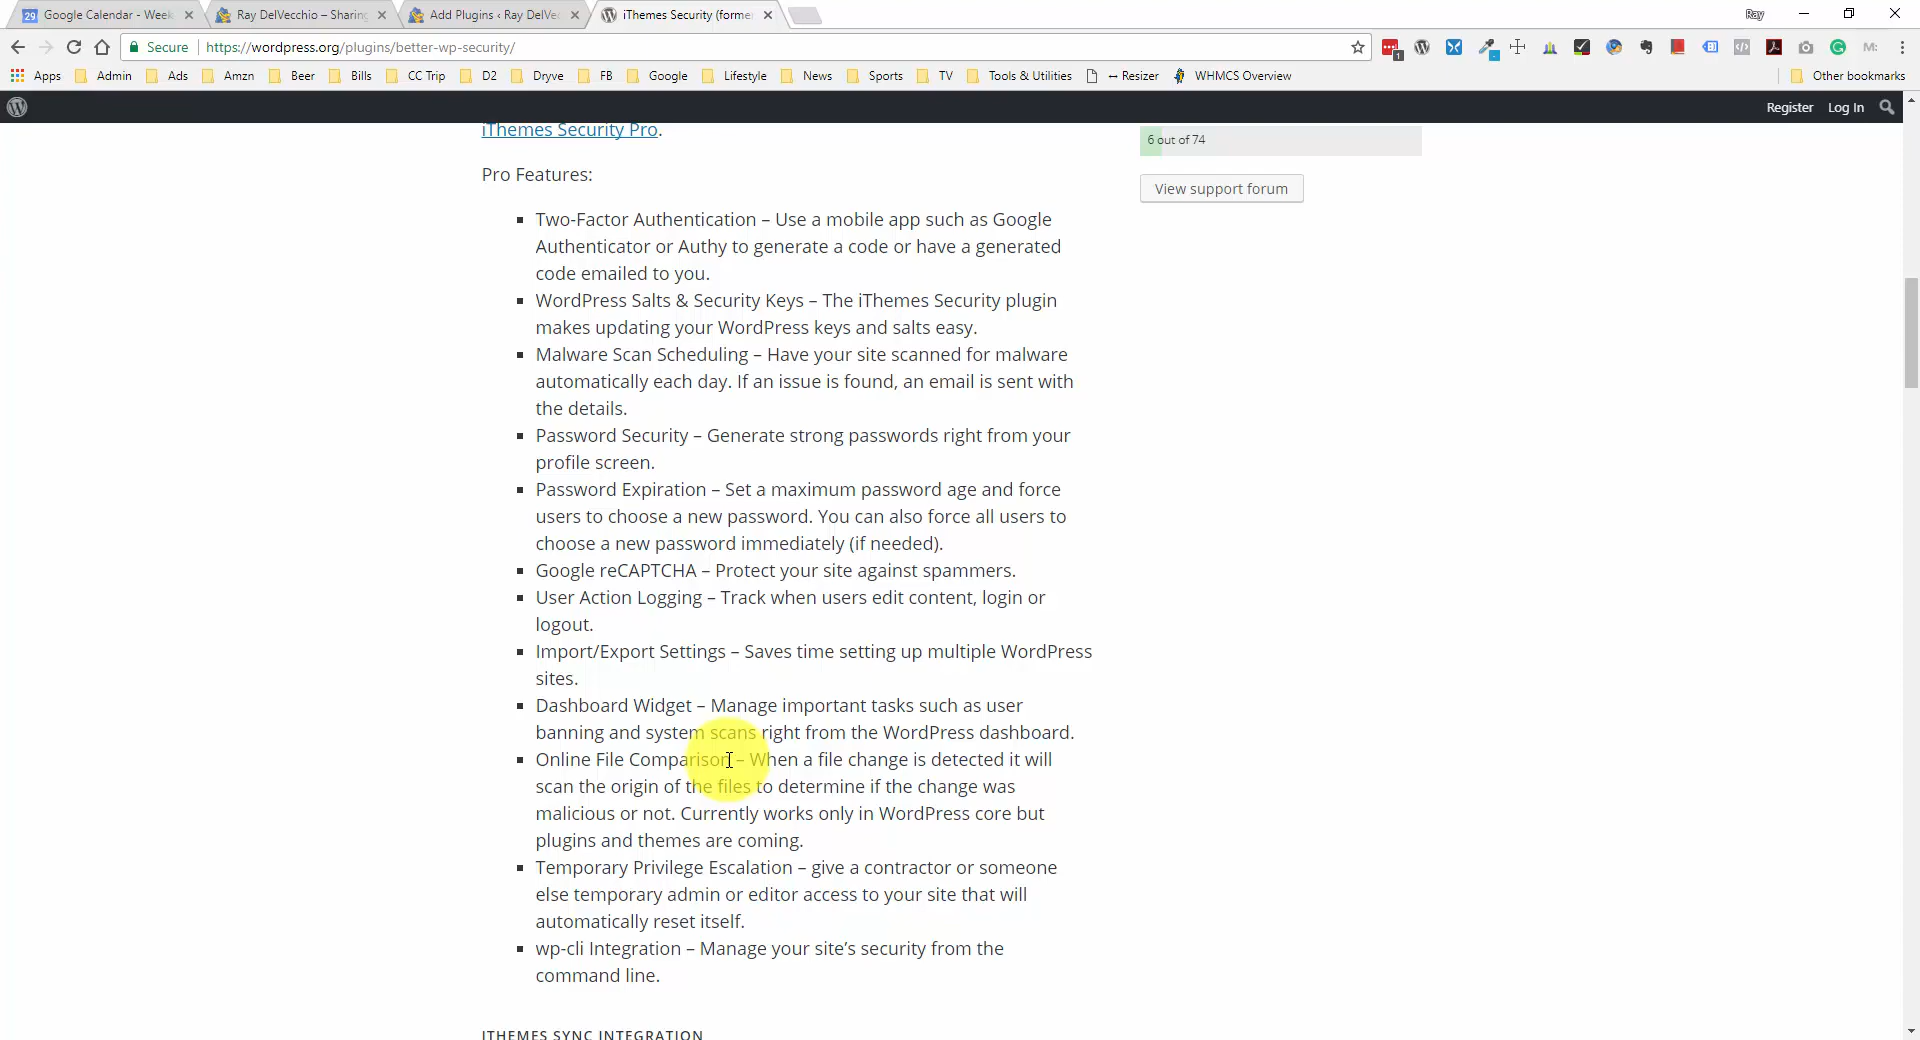 29 Google Calendar - Week
Ray DelVecchio – Sharing
Add Plugins ‹ Ray DelVec
iThemes Security (forme
Ray
Secure
https://wordpress.org/plugins/better-wp-security/
1
M:
Apps
Admin
Ads
Amzn
Beer
Bills
CC Trip
D2
Dryve
FB
Google
Lifestyle
News
Sports
TV
Tools & Utilities
↔ Resizer
WHMCS Overview
Other bookmarks
Register
Log In
iThemes Security Pro.
6 out of 74
View support forum
Pro Features:
Two-Factor Authentication – Use a mobile app such as Google
Authenticator or Authy to generate a code or have a generated
code emailed to you.
WordPress Salts & Security Keys – The iThemes Security plugin
makes updating your WordPress keys and salts easy.
Malware Scan Scheduling – Have your site scanned for malware
automatically each day. If an issue is found, an email is sent with
the details.
Password Security – Generate strong passwords right from your
profile screen.
Password Expiration – Set a maximum password age and force
users to choose a new password. You can also force all users to
choose a new password immediately (if needed).
Google reCAPTCHA – Protect your site against spammers.
User Action Logging – Track when users edit content, login or
logout.
Import/Export Settings – Saves time setting up multiple WordPress
sites.
Dashboard Widget – Manage important tasks such as user
banning and system scans right from the WordPress dashboard.
Online File Comparison – When a file change is detected it will
scan the origin of the files to determine if the change was
malicious or not. Currently works only in WordPress core but
plugins and themes are coming.
Temporary Privilege Escalation – give a contractor or someone
else temporary admin or editor access to your site that will
automatically reset itself.
wp-cli Integration – Manage your site’s security from the
command line.
ITHEMES SYNC INTEGRATION